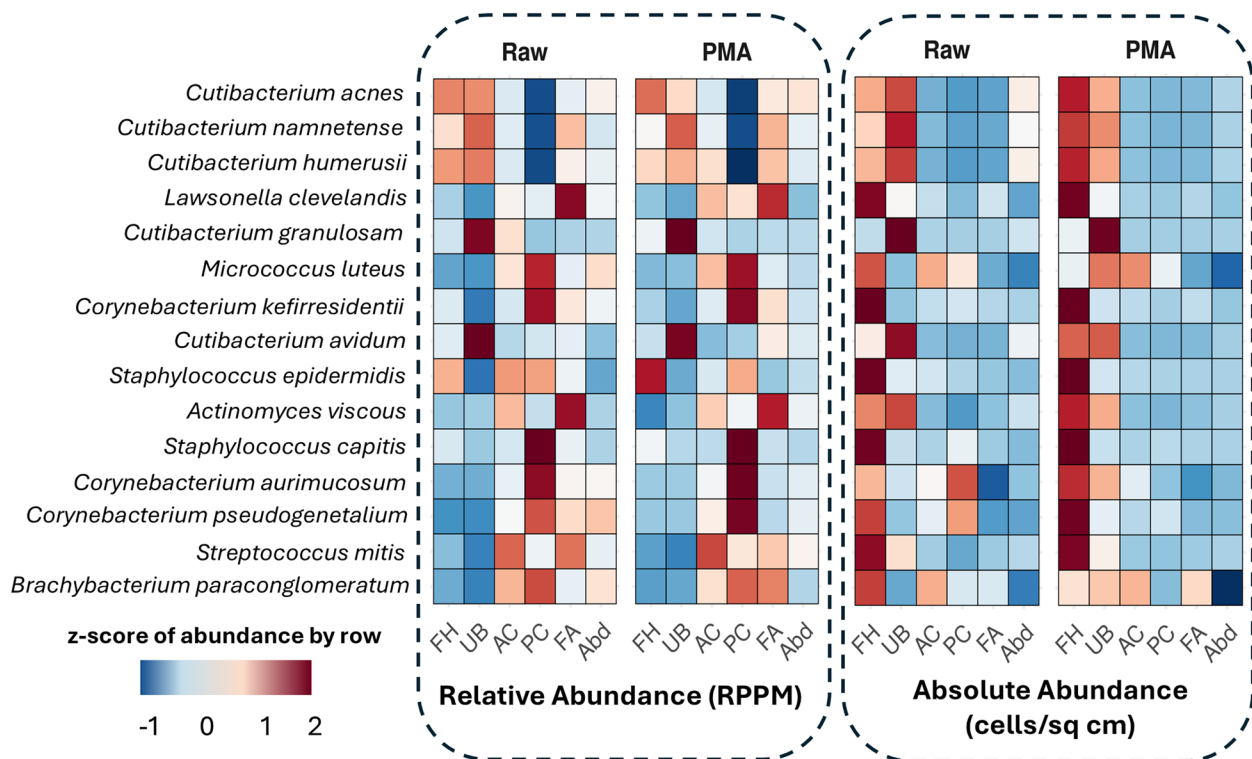 Raw PMA Raw PMA
Cutibacterium acnes
Cutibacterium namnetense
Cutibacterium humerusii
Lawsonella clevelandis
Cutibacterium granulosam
Micrococcus luteus
Corynebacterium kefirresidentii
Cutibacterium avidum
Staphylococcus epidermidis
Actinomyces viscous
Staphylococcus capitis
Corynebacterium aurimucosum
Corynebacterium pseudogenetalium
Streptococcus mitis
Brachybacterium paraconglomeratum
FH UB AC PC FA Abd FH UB AC PC FA Abd FH UB AC PC FA Abd FH UB AC PC FA Abd
z-score of abundance by row
-1 0 1 2
Relative Abundance (RPPM)
Absolute Abundance
(cells/sq cm)